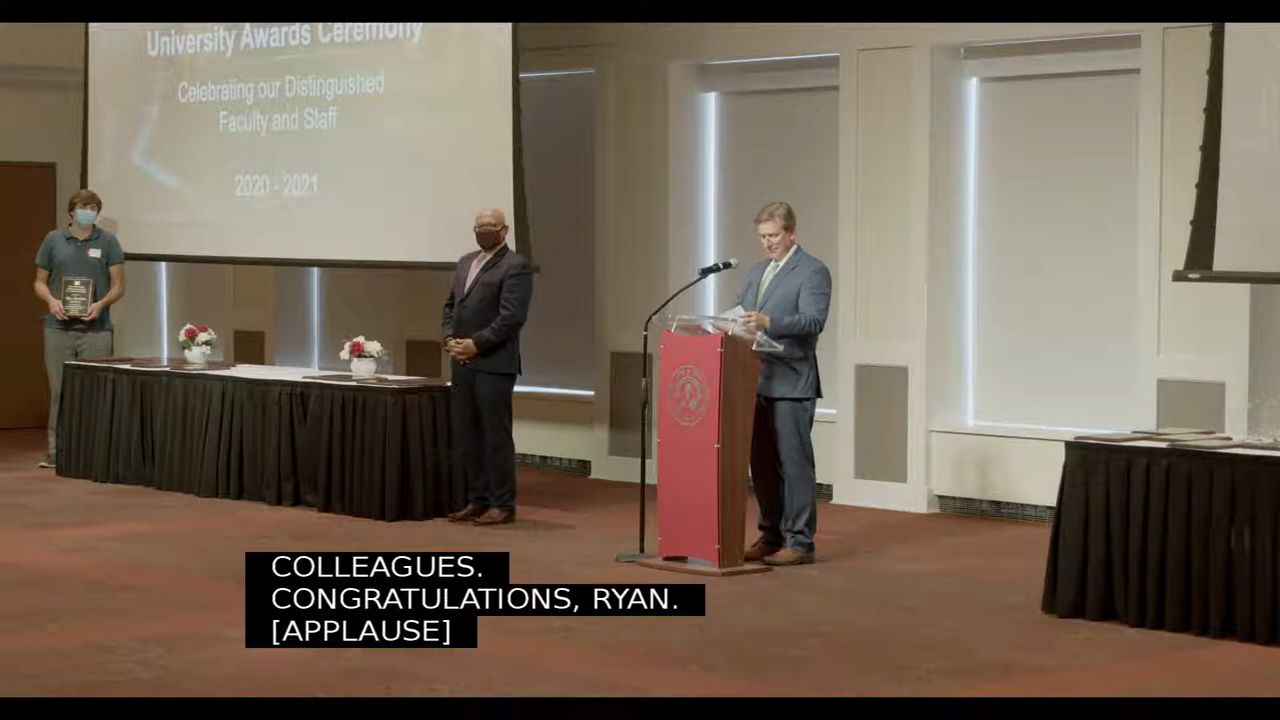 University Awards Ceremony
Celebrating our Distinguished
Faculty and Staff
2020 - 2021
COLLEAGUES.
CONGRATULATIONS, RYAN.
[APPLAUSE]